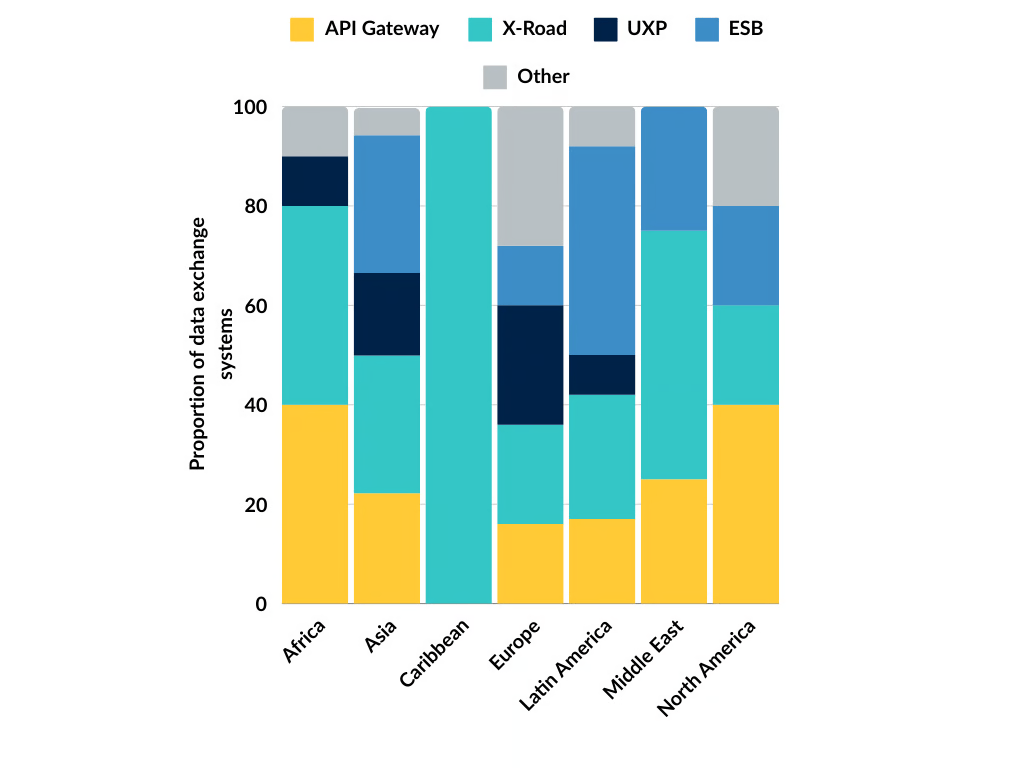 API Gateway X-Road UXP ESB
Other
100
80
60
40
20
0
Proportion of data exchange
systems
Africa
Asia
Caribbean
Europe
Latin America
Middle East
North America